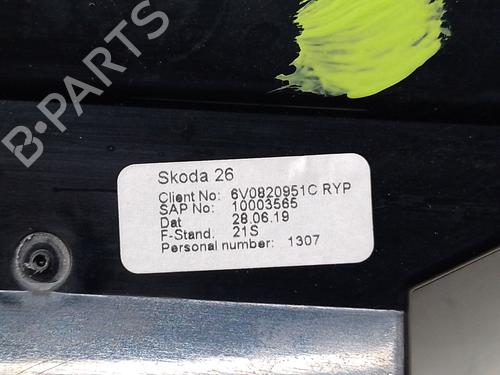 B-PARTS
Skoda 26
Client No: 6V0820951C RYP
SAP No: 10003565
Dat 28.06.19
F-Stand. 21S
Personal number: 1307